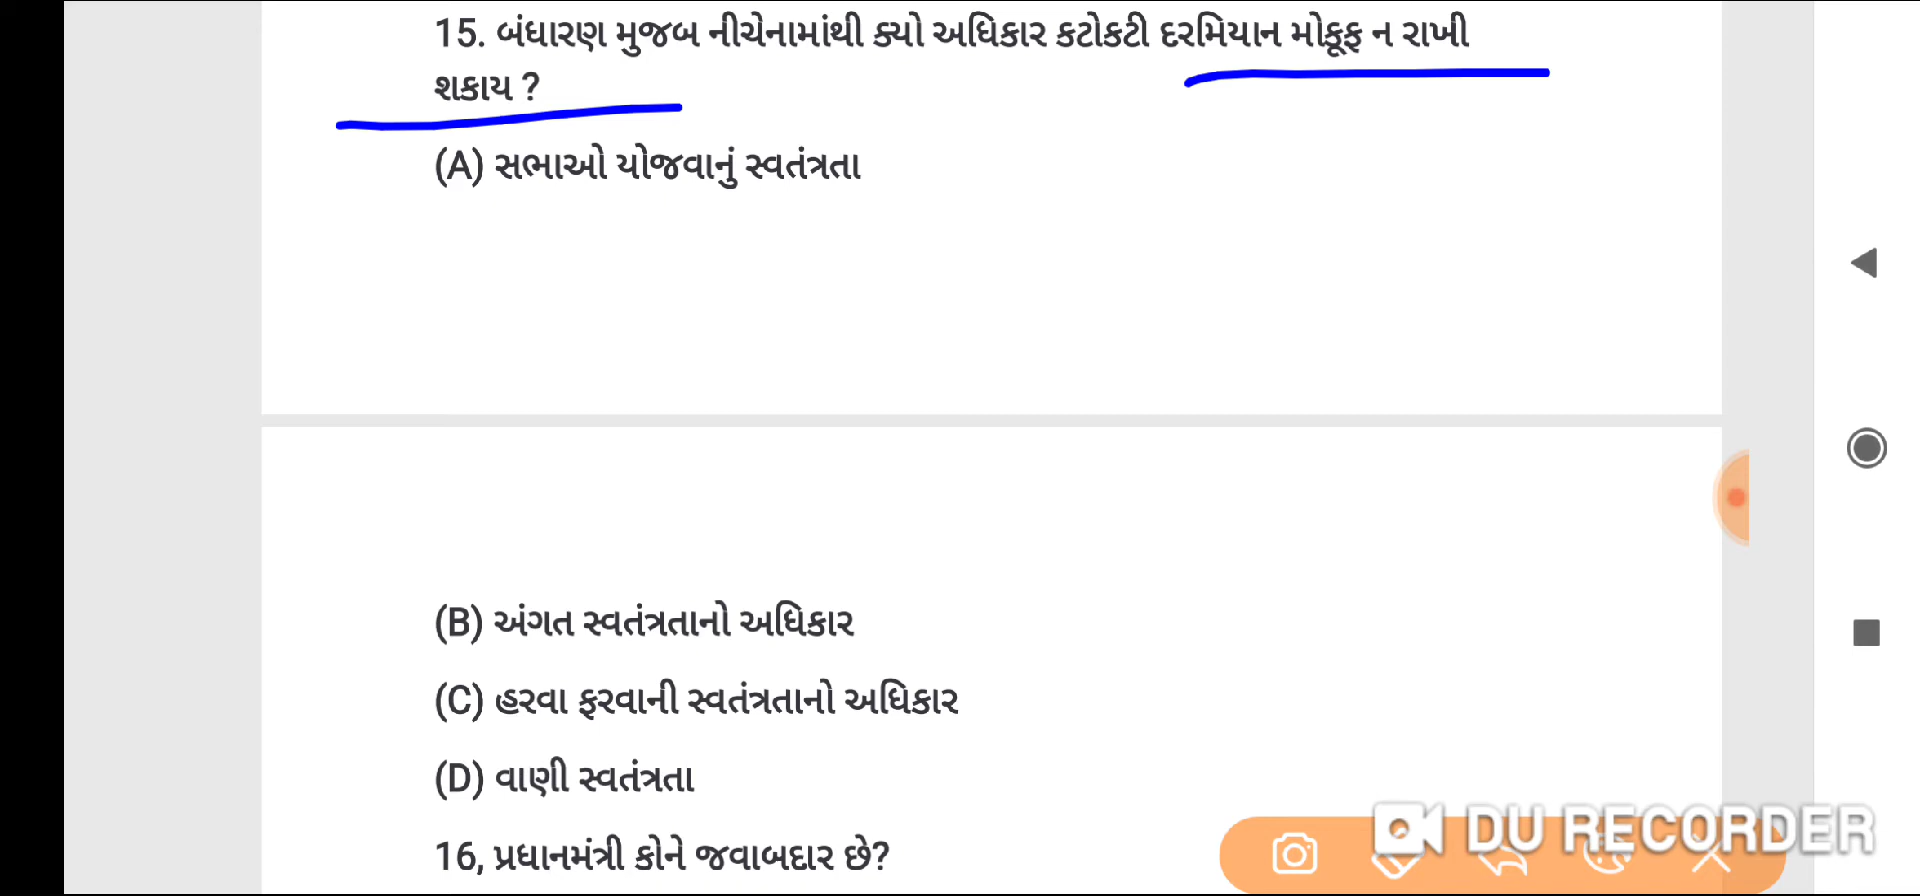 15. બંધારણ મુજબ નીચેનામાંથી ક્યો અધિકાર કટોકટી દરમિયાન મોકૂફ ન રાખી
શકાય ?
(A) સભાઓ યોજવાનું સ્વતંત્રતા
(B) અંગત સ્વતંત્રતાનો અધિકાર
(C) હરવા ફરવાની સ્વતંત્રતાનો અધિકાર
(D) વાણી સ્વતંત્રતા
16, પ્રધાનમંત્રી કોને જવાબદાર છે?
DU RECORDER